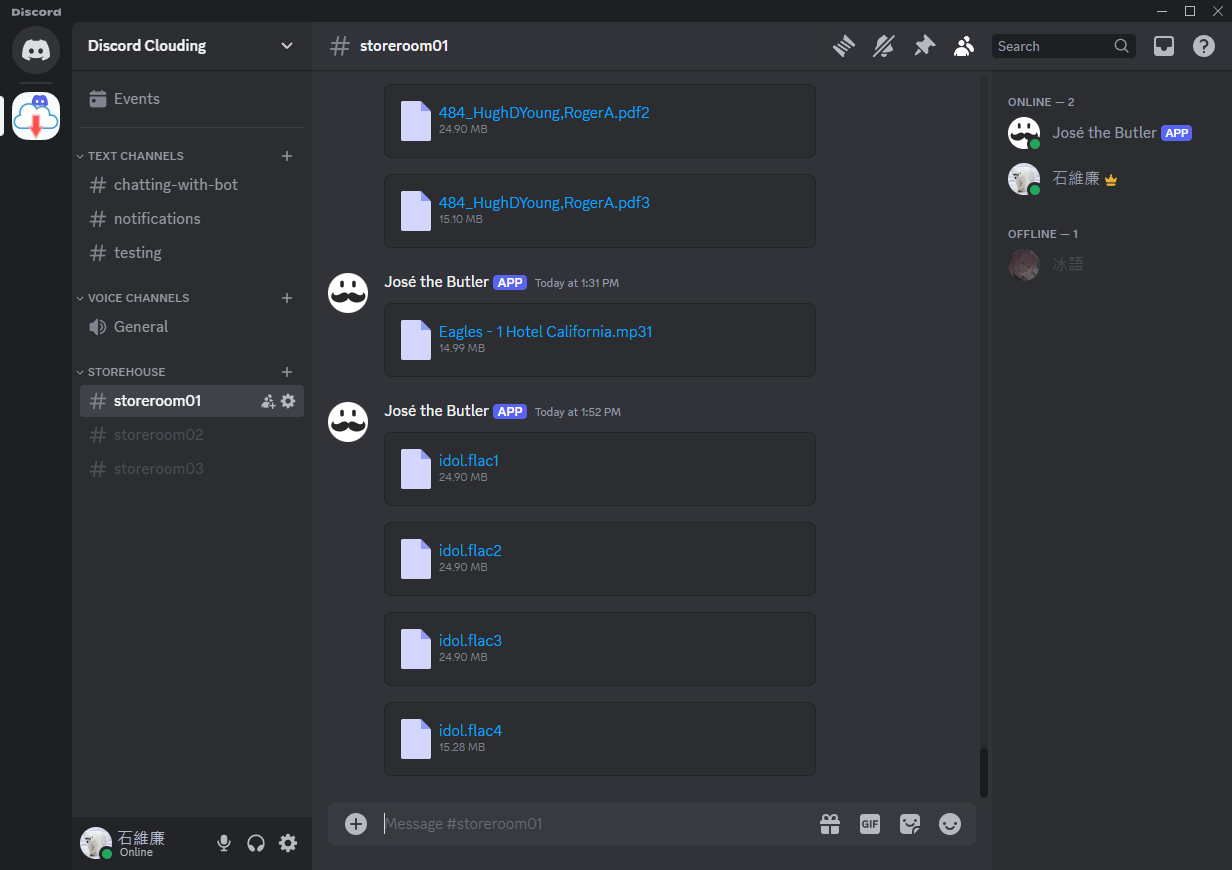 Discord
Discord Clouding
storeroom01
Search
Events
TEXT CHANNELS
chatting-with-bot
notifications
testing
VOICE CHANNELS
General
STOREHOUSE
storeroom01
storeroom02
storeroom03
石維廉
Online
484_HughDYoung,RogerA.pdf2
24.90 MB
484_HughDYoung,RogerA.pdf3
15.10 MB
José the Butler APP Today at 1:31 PM
Eagles - 1 Hotel California.mp31
14.99 MB
José the Butler APP Today at 1:52 PM
idol.flac1
24.90 MB
idol.flac2
24.90 MB
idol.flac3
24.90 MB
idol.flac4
15.28 MB
Message #storeroom01
GIF
ONLINE — 2
José the Butler APP
石維廉
OFFLINE — 1
冰語